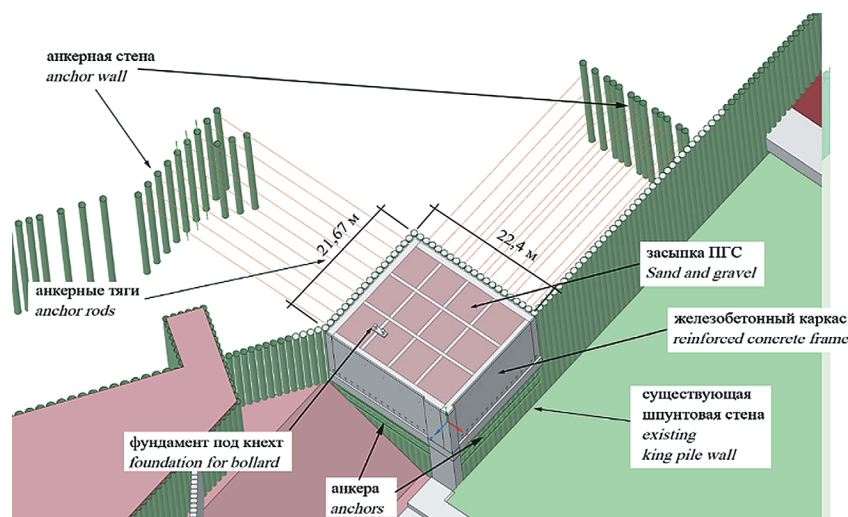 анкерная стена
anchor wall
21,67 м
22,4 м
засыпка ПГС
Sand and gravel
анкерные тяги
anchor rods
железобетонный каркас
reinforced concrete frame
существующая
шпунтовая стена
existing
king pile wall
фундамент под кнехт
foundation for bollard
анкера
anchors